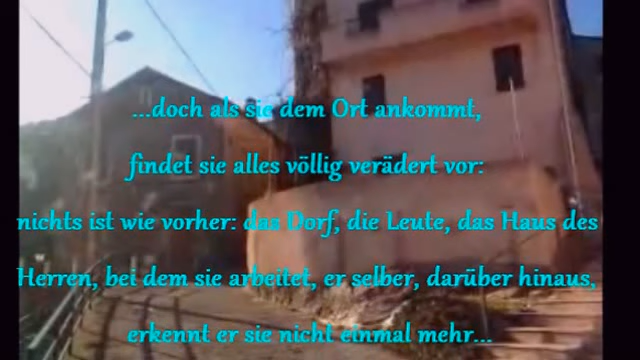 ...doch als sie dem Ort ankommt,
findet sie alles völlig verädert vor:
nichts ist wie vorher: das Dorf, die Leute, das Haus des
Herren, bei dem sie arbeitet, er selber, darüber hinaus,
erkennt er sie nicht einmal mehr...